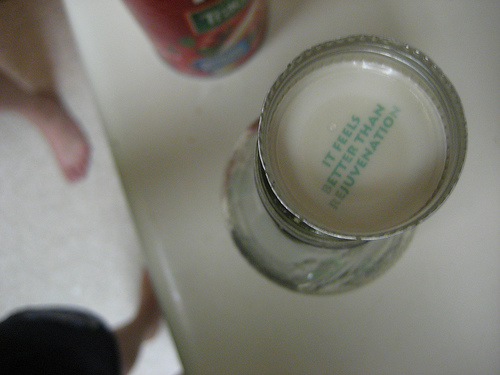 IT FEELS
BETTER THAN
REJUVENATION